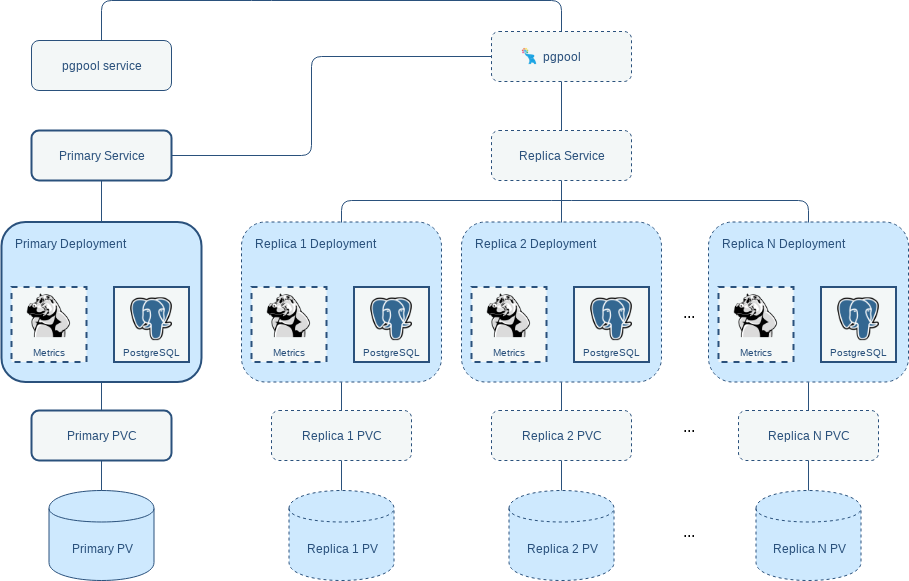 pgpool service
pgpool
Primary Service
Replica Service
Primary Deployment
Replica 1 Deployment
Replica 2 Deployment
Replica N Deployment
Metrics
PostgreSQL
Metrics
PostgreSQL
Metrics
PostgreSQL
...
Metrics
PostgreSQL
Primary PVC
Replica 1 PVC
Replica 2 PVC
...
Replica N PVC
Primary PV
Replica 1 PV
Replica 2 PV
...
Replica N PV